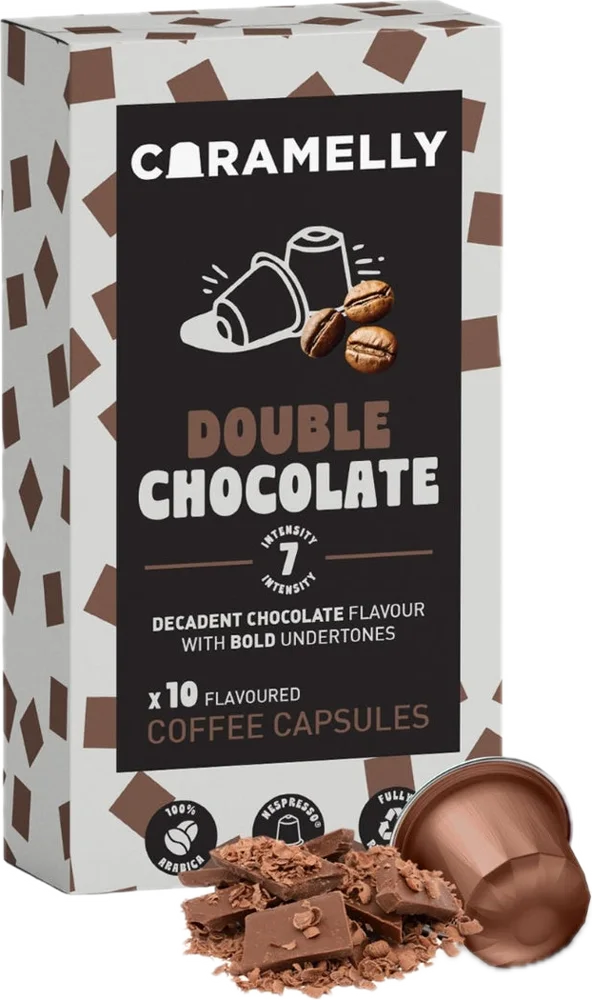 CARAMELLY
DOUBLE
CHOCOLATE
INTENSITY
7
INTENSITY
DECADENT CHOCOLATE FLAVOUR
WITH BOLD UNDERTONES
x 10 FLAVOURED
COFFEE CAPSULES
100%
ARABICA
NESPRESSO®
FULLY